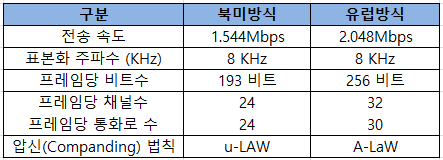 구분 북미방식 유럽방식
전송 속도 1.544Mbps 2.048Mbps
표본화 주파수 (KHz) 8 KHz 8 KHz
프레임당 비트수 193 비트 256 비트
프레임당 채널수 24 32
프레임당 통화로 수 24 30
압신(Companding) 법칙 u-LAW A-LaW